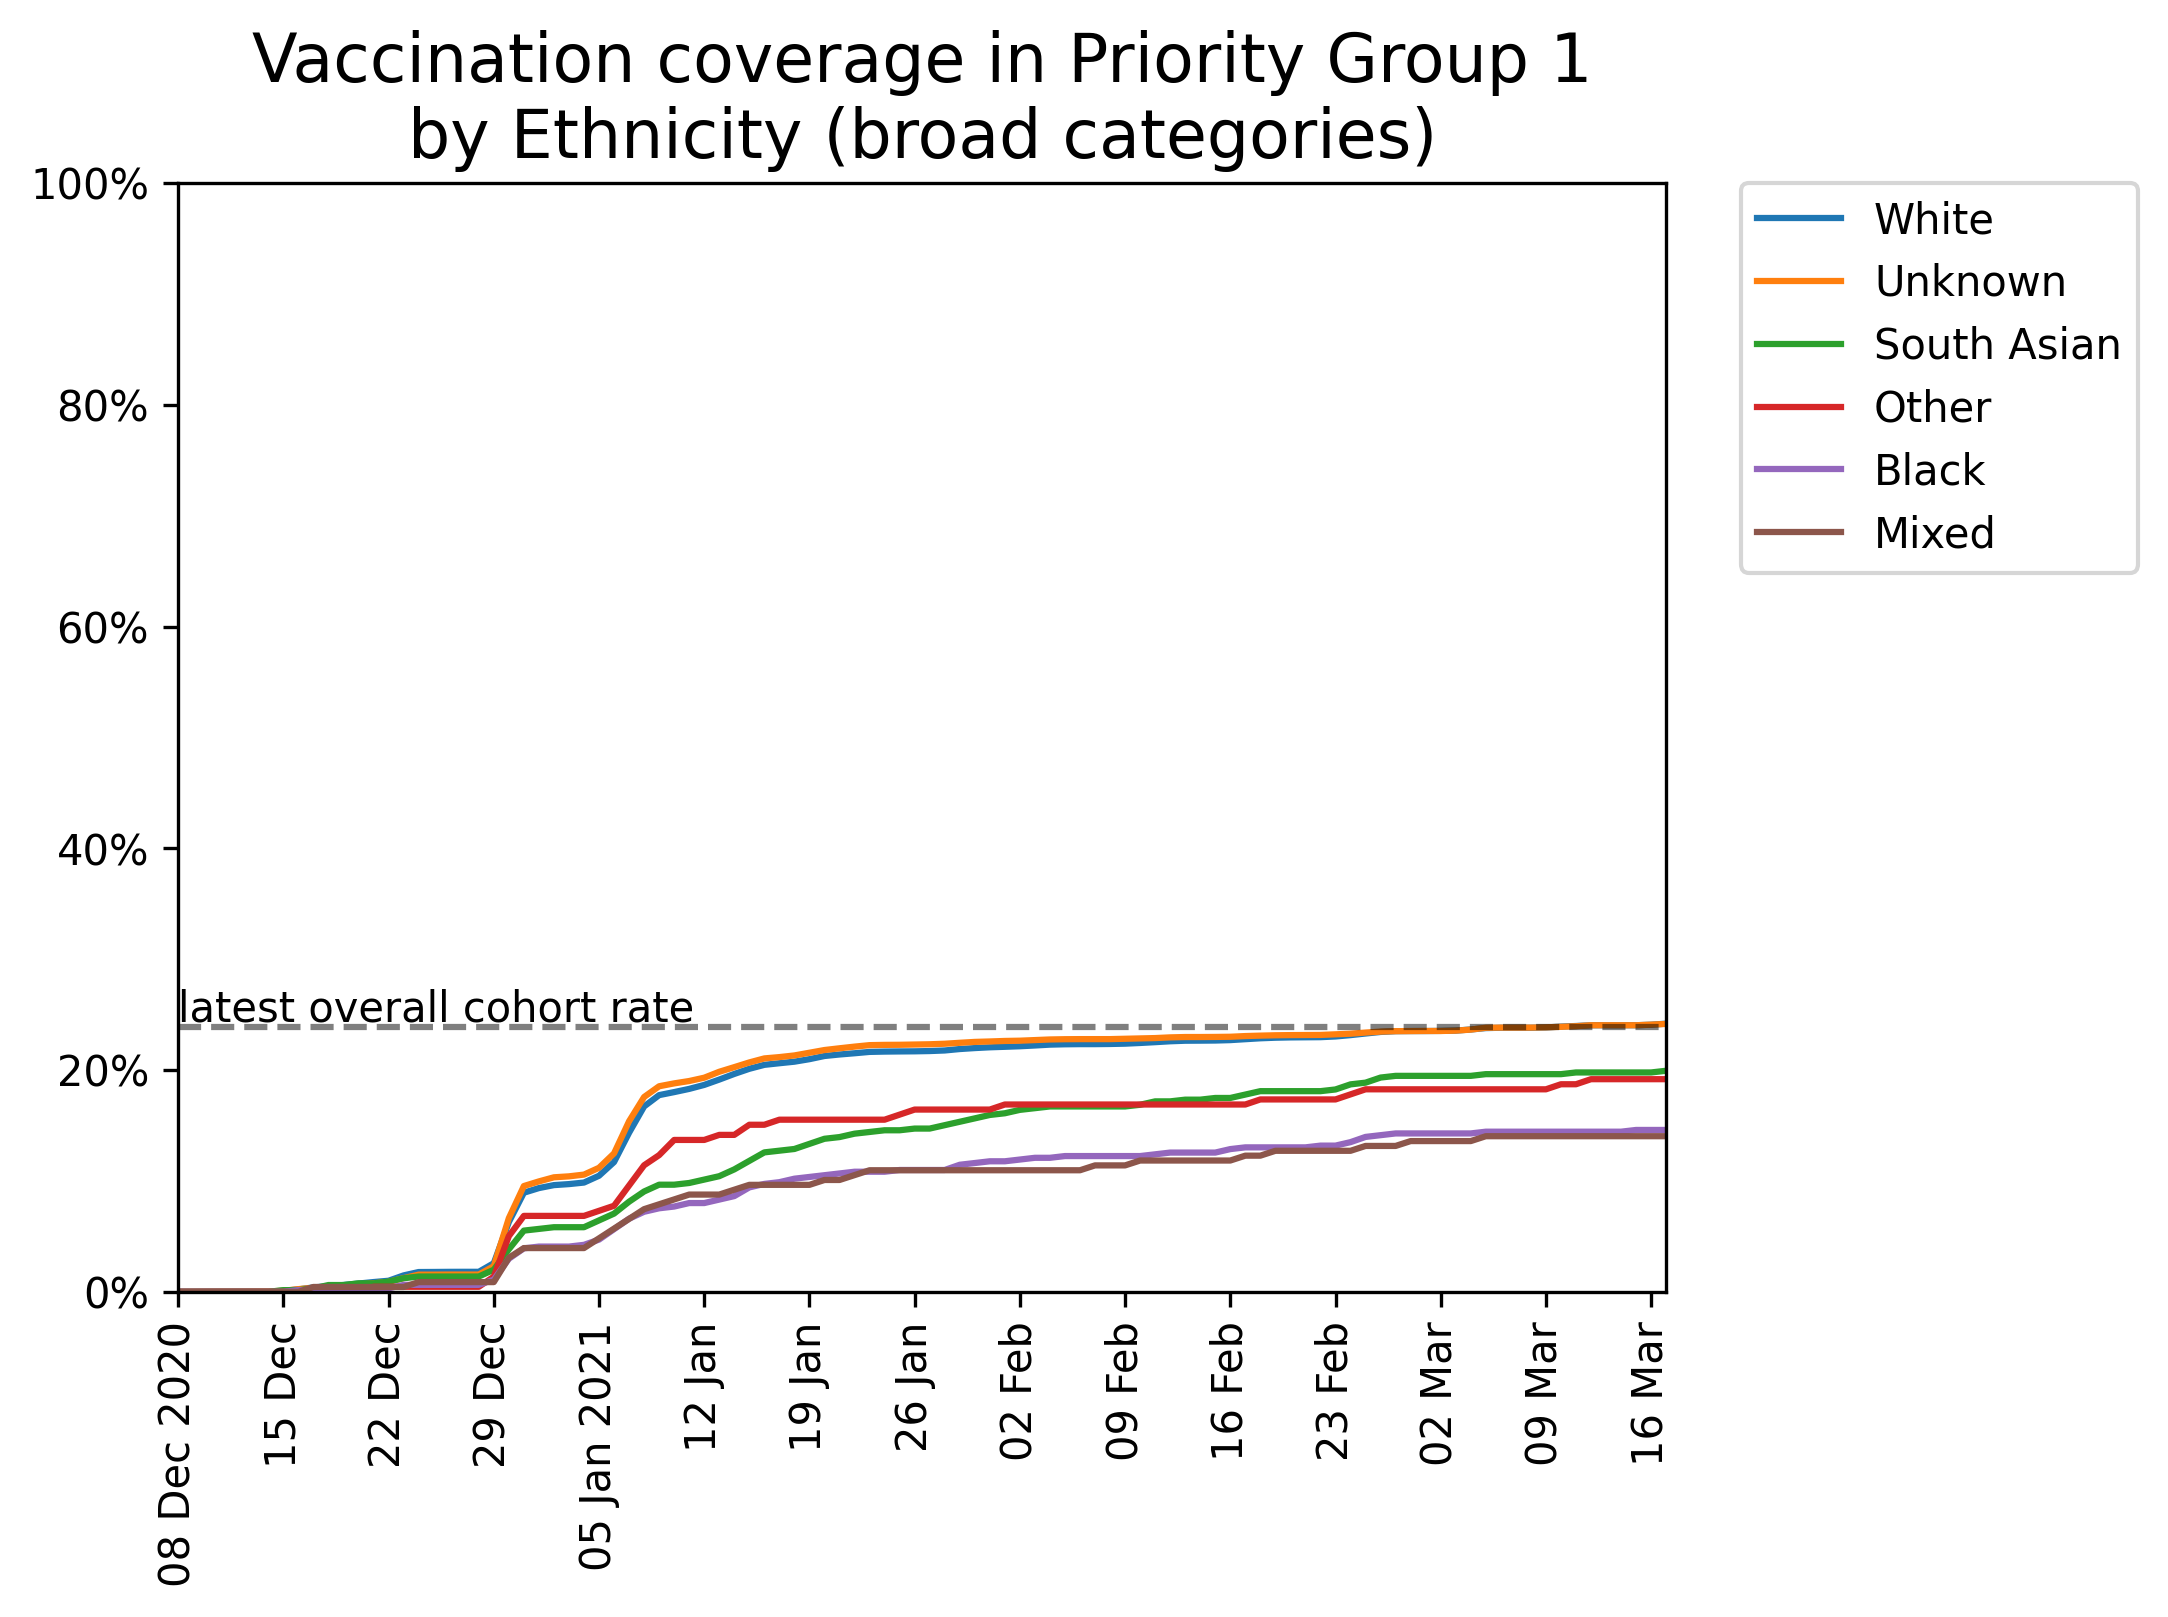 Vaccination coverage in Priority Group 1
by Ethnicity (broad categories)
100%
80%
60%
40%
20%
0%
latest overall cohort rate
White
Unknown
South Asian
Other
Black
Mixed
08 Dec 2020
15 Dec
22 Dec
29 Dec
05 Jan 2021
12 Jan
19 Jan
26 Jan
02 Feb
09 Feb
16 Feb
23 Feb
02 Mar
09 Mar
16 Mar